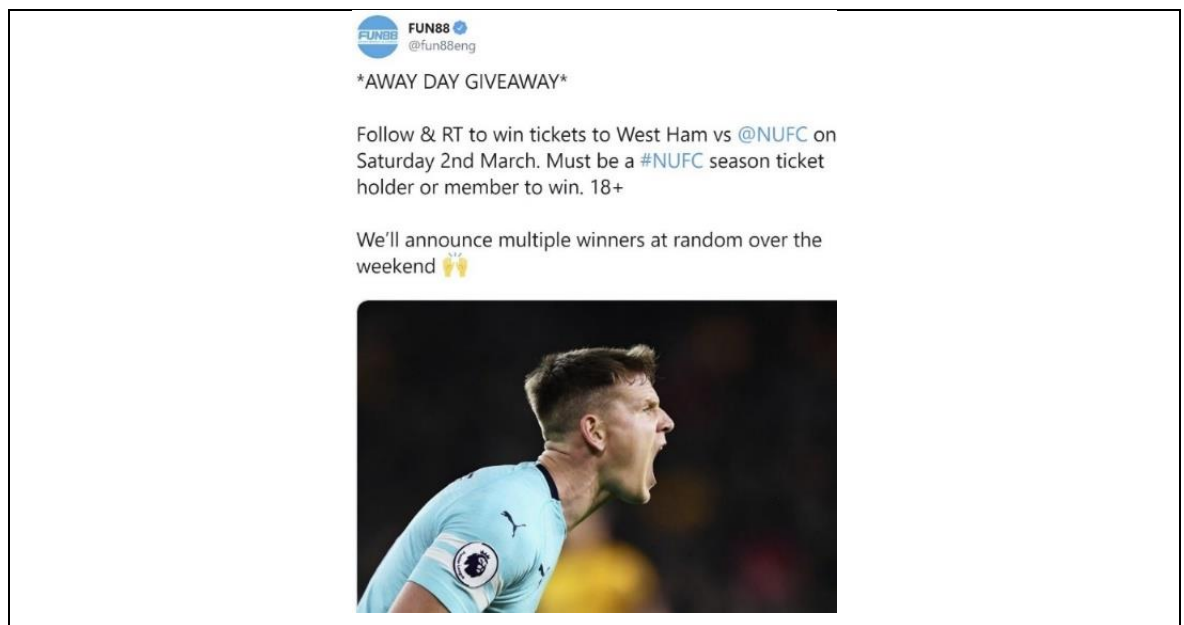 FUN88
FUN88
@fun88eng
*AWAY DAY GIVEAWAY*
Follow & RT to win tickets to West Ham vs @NUFC on
Saturday 2nd March. Must be a #NUFC season ticket
holder or member to win. 18+
We'll announce multiple winners at random over the
weekend 🙌